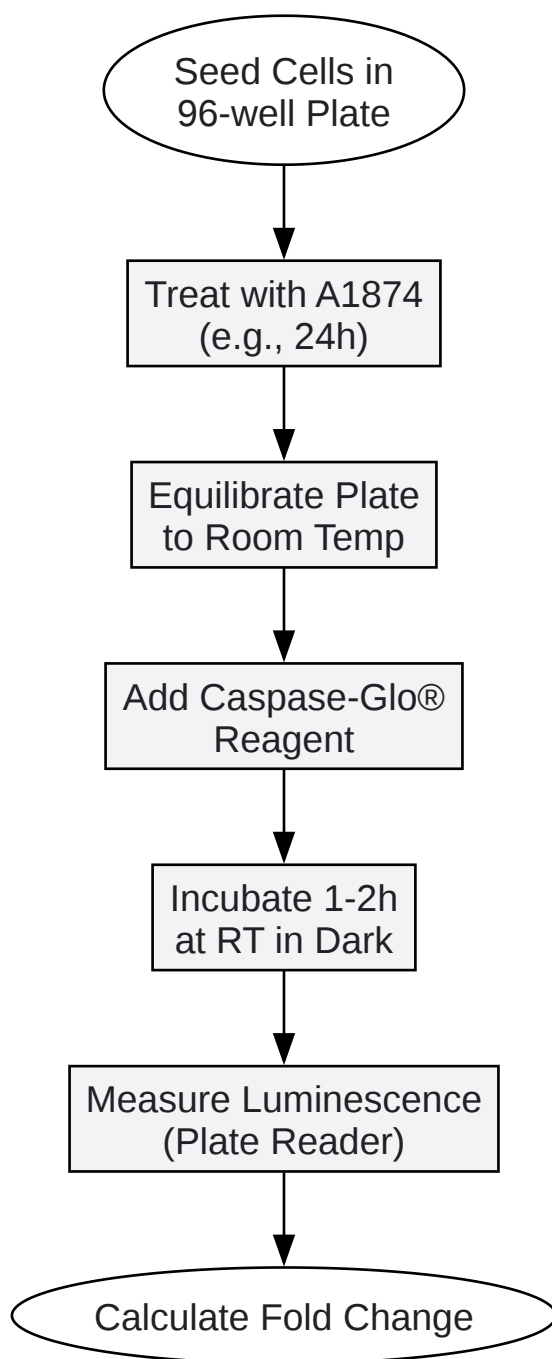 Seed Cells in
96-well Plate
Treat with A1874
(e.g., 24h)
Equilibrate Plate
to Room Temp
Add Caspase-Glo®
Reagent
Incubate 1-2h
at RT in Dark
Measure Luminescence
(Plate Reader)
Calculate Fold Change